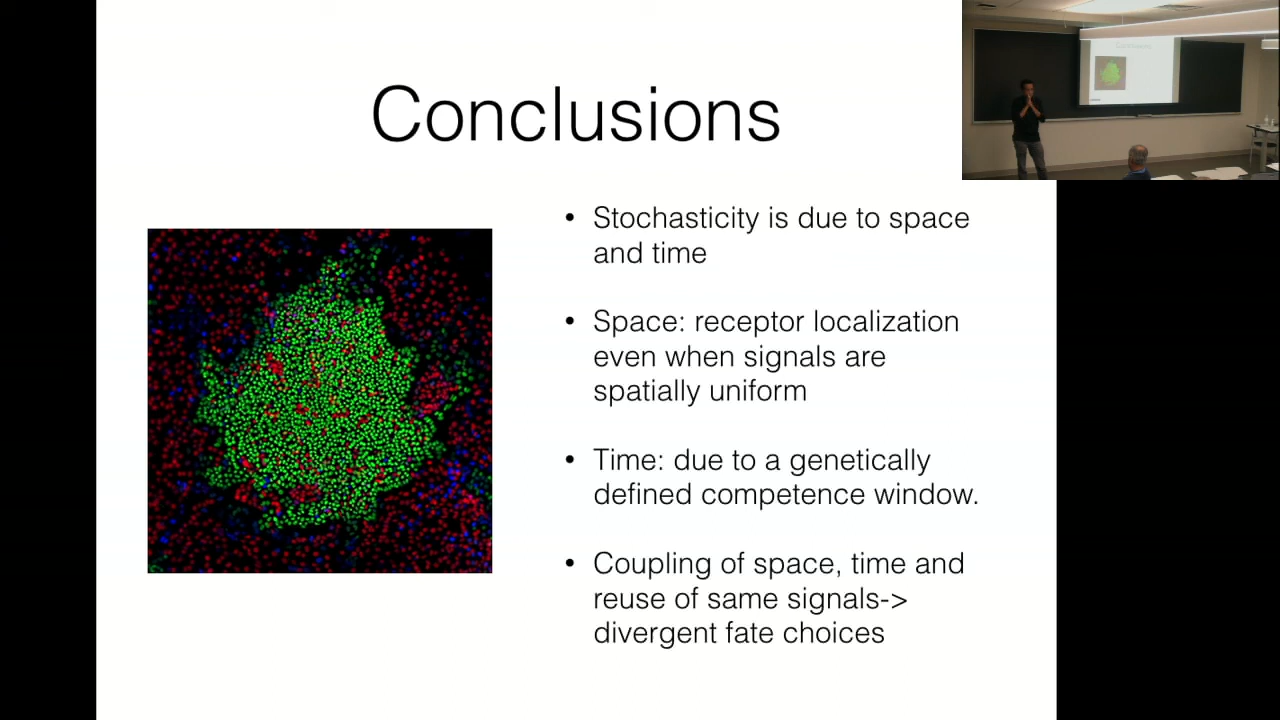 Conclusions
• Stochasticity is due to space
and time
• Space: receptor localization
even when signals are
spatially uniform
• Time: due to a genetically
defined competence window.
• Coupling of space, time and
reuse of same signals->
divergent fate choices